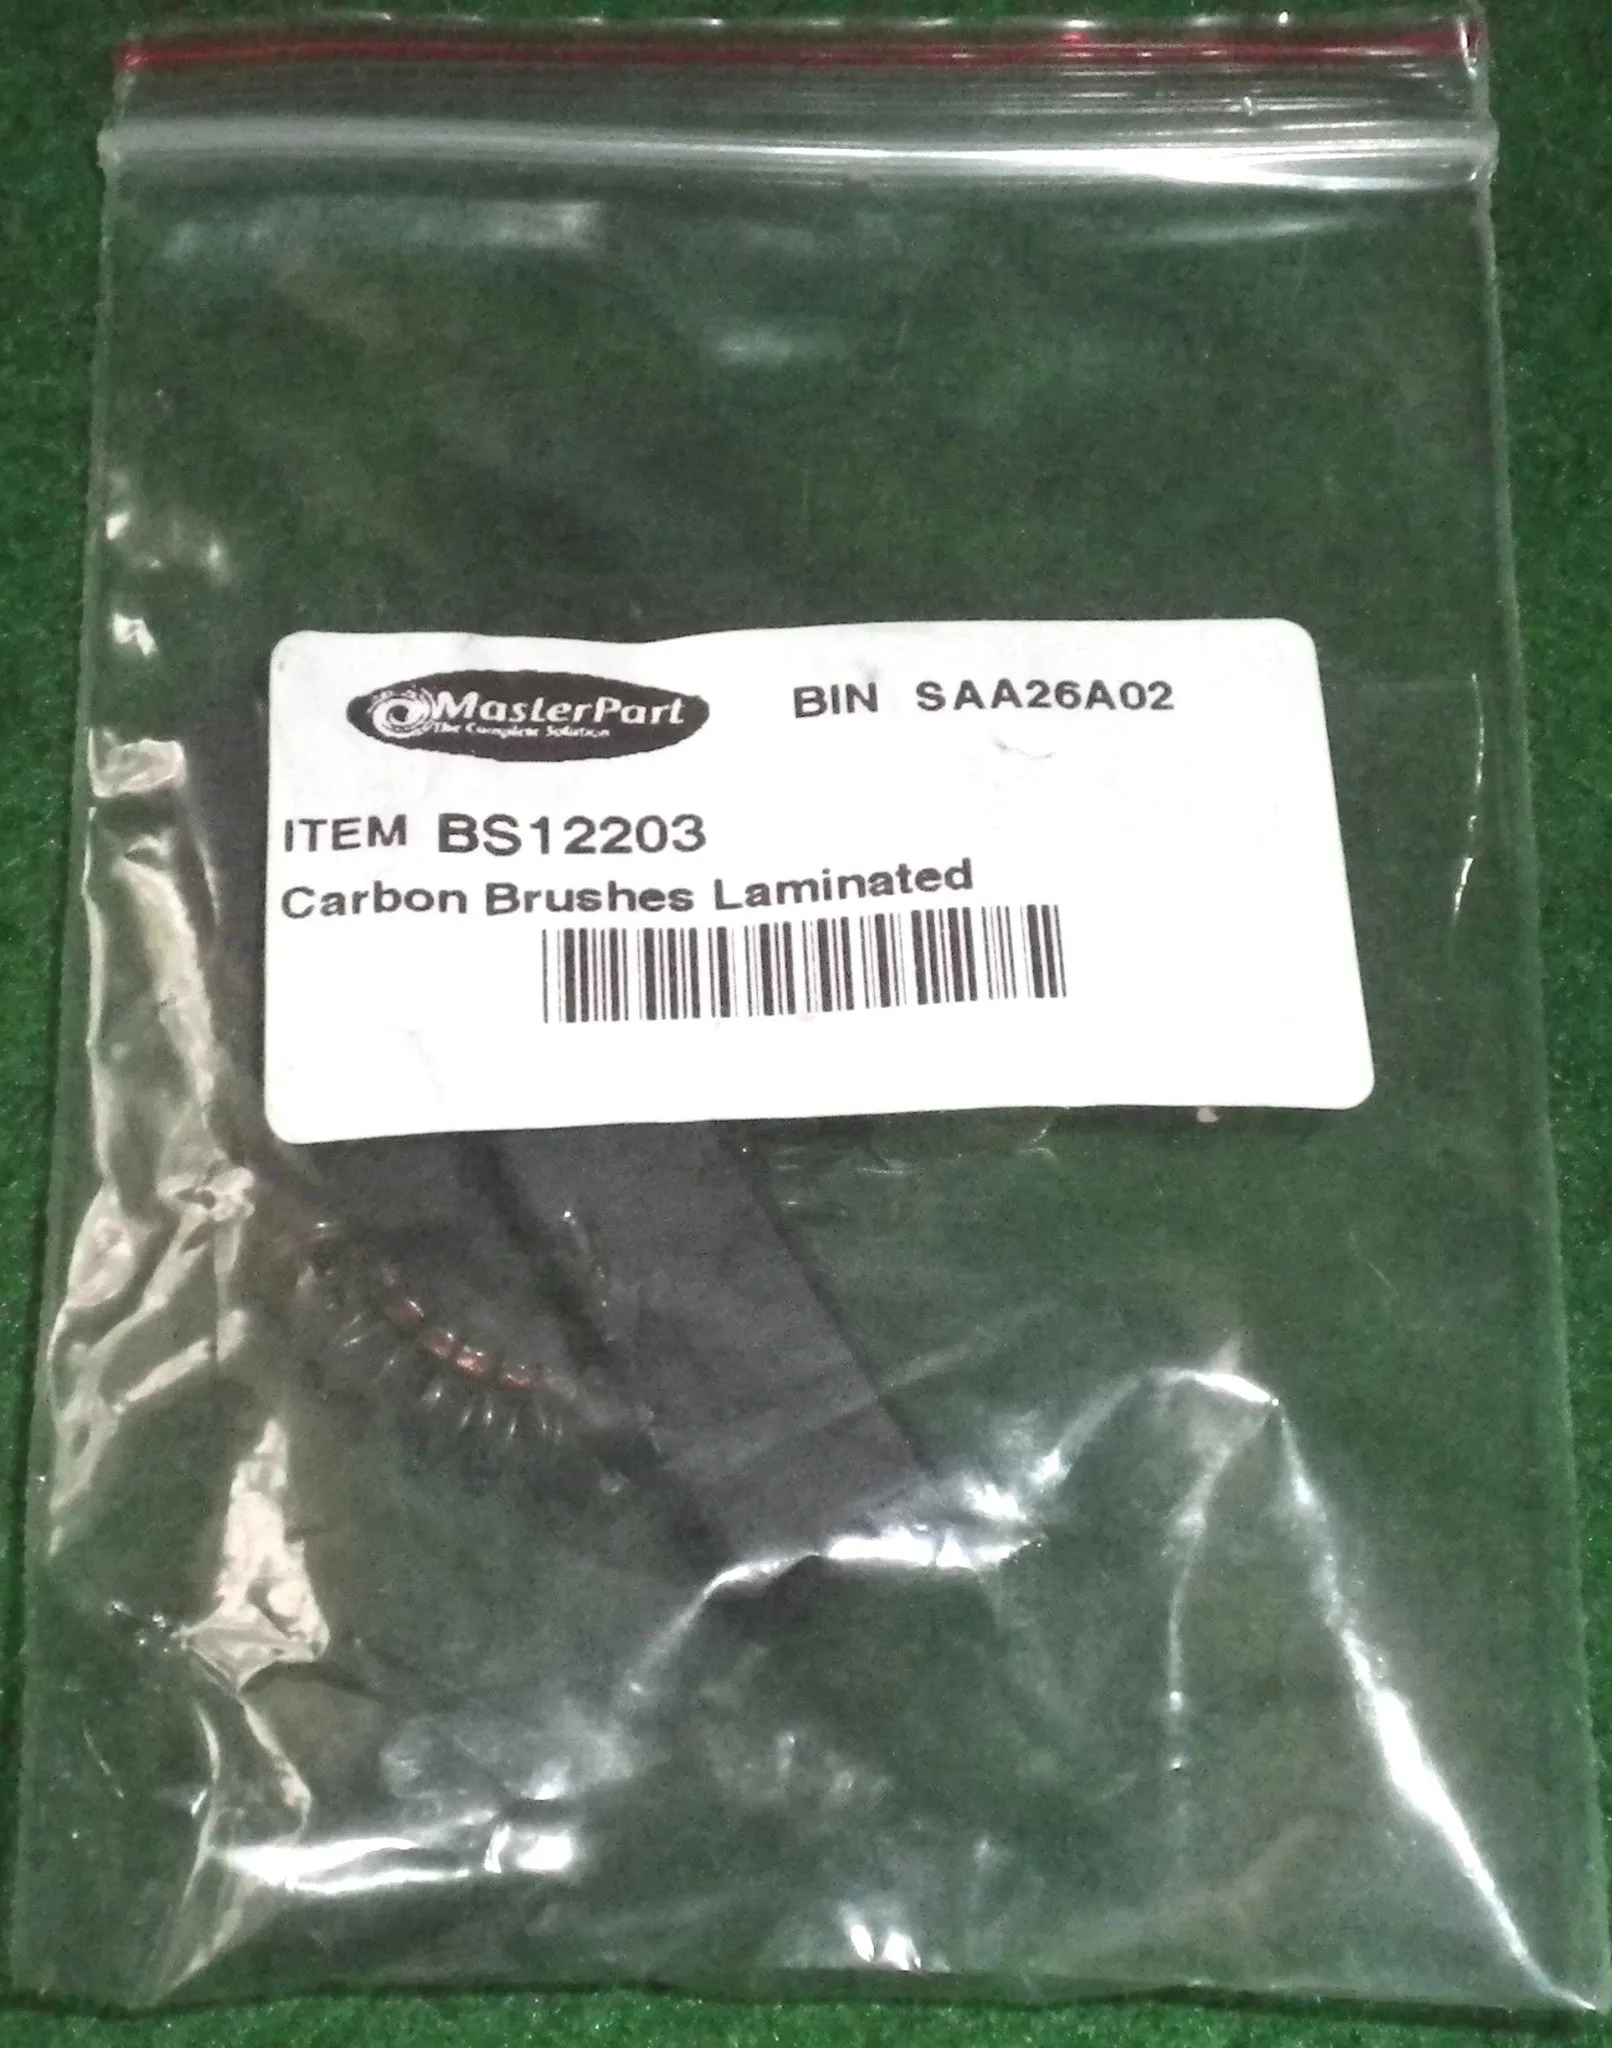 MasterPart
The Complete Solution
BIN SAA26A02
ITEM BS12203
Carbon Brushes Laminated